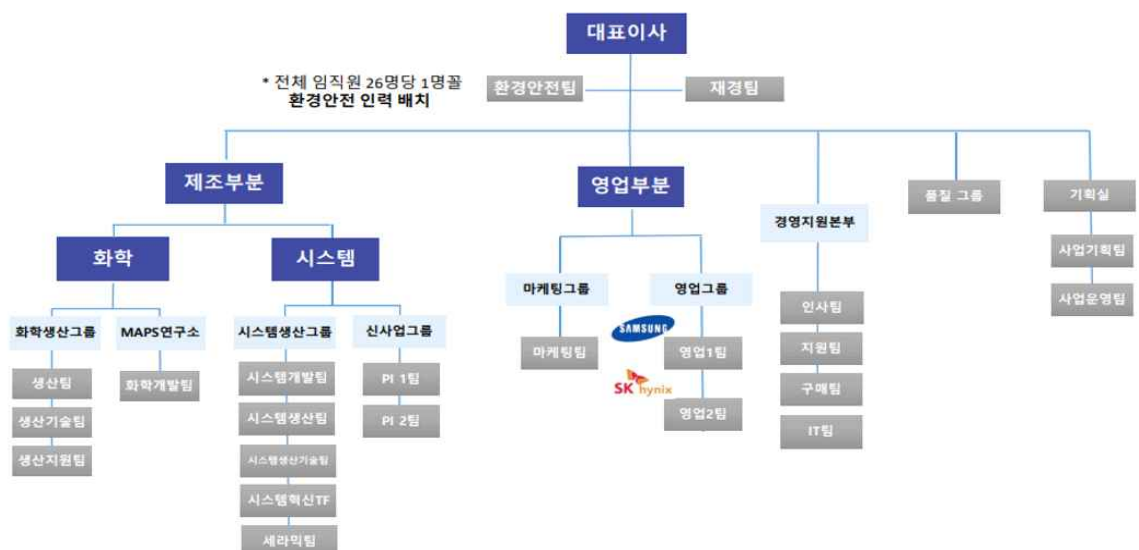 대표이사
* 전체 임직원 26명당 1명꼴
환경안전 인력 배치
환경안전팀
재경팀
제조부분
영업부분
경영지원본부
품질 그룹
기획실
사업기획팀
사업운영팀
화학
시스템
마케팅그룹
영업그룹
화학생산그룹
MAPS연구소
시스템생산그룹
신사업그룹
마케팅팀
SAMSUNG
영업1팀
SK hynix
영업2팀
인사팀
지원팀
구매팀
IT팀
생산팀
생산기술팀
생산지원팀
화학개발팀
시스템개발팀
시스템생산팀
시스템생산기술팀
시스템혁신TF
세라믹팀
PI 1팀
PI 2팀